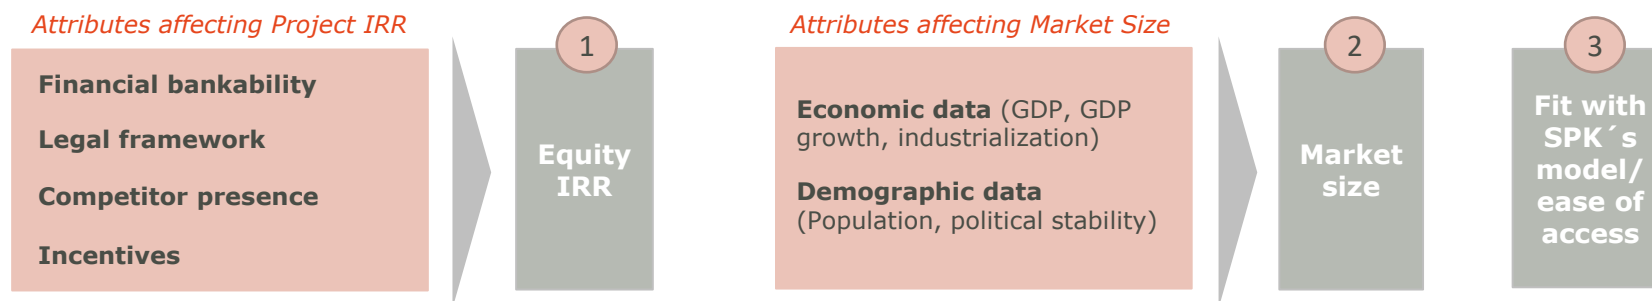 Attributes affecting Project IRR
Financial bankability
Legal framework
Competitor presence
Incentives
1
Equity
IRR
Attributes affecting Market Size
Economic data (GDP, GDP
growth, industrialization)
Demographic data
(Population, political stability)
2
Market
size
3
Fit with
SPK´s
model/
ease of
access